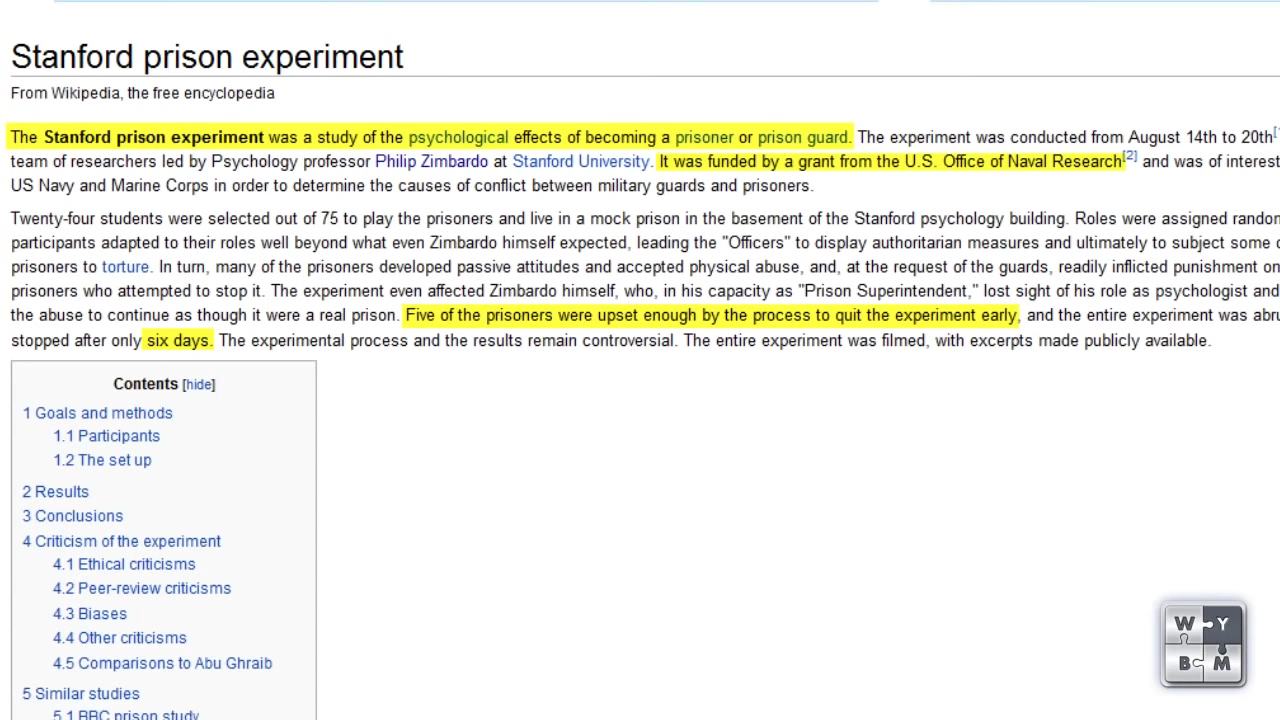 Stanford prison experiment
From Wikipedia, the free encyclopedia
The Stanford prison experiment was a study of the psychological effects of becoming a prisoner or prison guard. The experiment was conducted from August 14th to 20th
team of researchers led by Psychology professor Philip Zimbardo at Stanford University. It was funded by a grant from the U.S. Office of Naval Research[2] and was of interest
US Navy and Marine Corps in order to determine the causes of conflict between military guards and prisoners.
Twenty-four students were selected out of 75 to play the prisoners and live in a mock prison in the basement of the Stanford psychology building. Roles were assigned
participants adapted to their roles well beyond what even Zimbardo himself expected, leading the "Officers" to display authoritarian measures and ultimately to subject some
prisoners to torture. In turn, many of the prisoners developed passive attitudes and accepted physical abuse, and, at the request of the guards, readily inflicted punishment on
prisoners who attempted to stop it. The experiment even affected Zimbardo himself, who, in his capacity as "Prison Superintendent," lost sight of his role as psychologist and
the abuse to continue as though it were a real prison. Five of the prisoners were upset enough by the process to quit the experiment early, and the entire experiment was
stopped after only six days. The experimental process and the results remain controversial. The entire experiment was filmed, with excerpts made publicly available.
Contents [hide]
1 Goals and methods
1.1 Participants
1.2 The set up
2 Results
3 Conclusions
4 Criticism of the experiment
4.1 Ethical criticisms
4.2 Peer-review criticisms
4.3 Biases
4.4 Other criticisms
4.5 Comparisons to Abu Ghraib
5 Similar studies
5.1 BBC prison study
W Y
B M